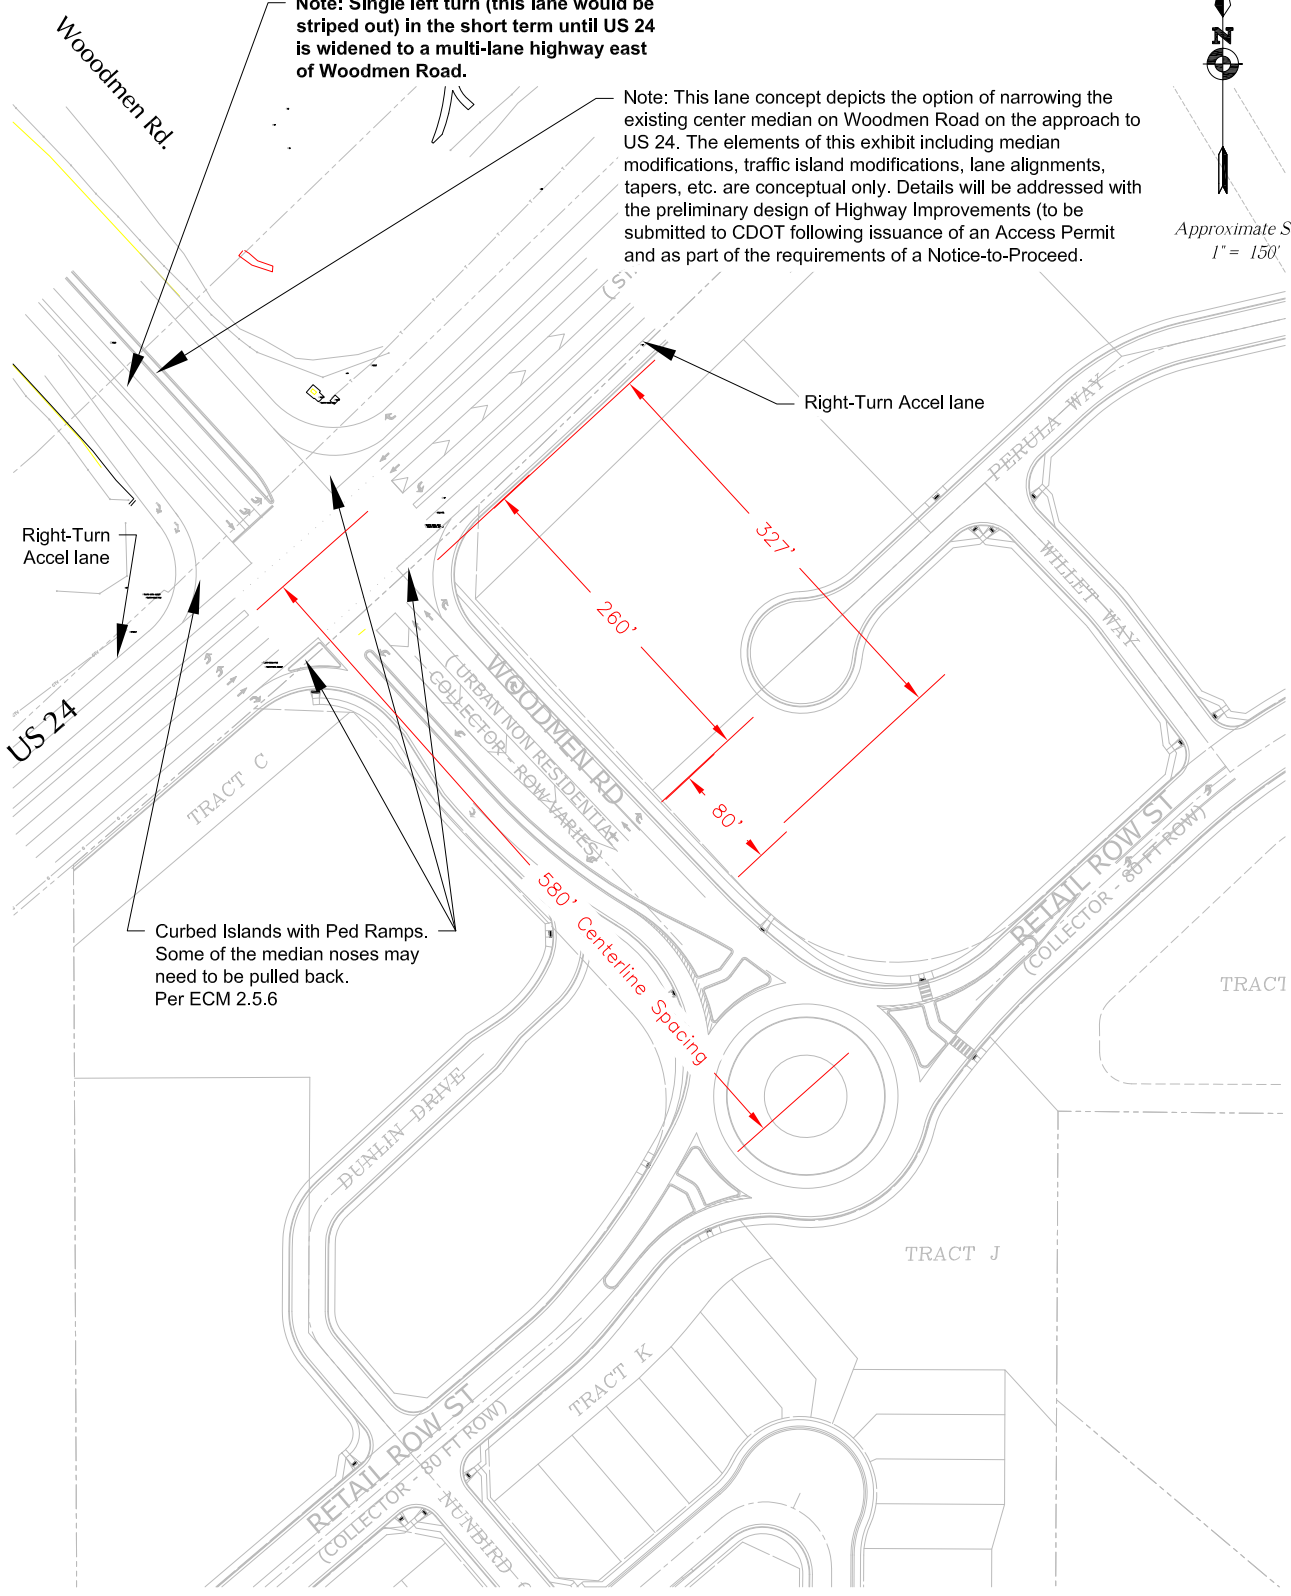 Note: Single left turn (this lane would be
striped out) in the short term until US 24
is widened to a multi-lane highway east
of Woodmen Road.
Wooodmen Rd.
N
Note: This lane concept depicts the option of narrowing the
existing center median on Woodmen Road on the approach to
US 24. The elements of this exhibit including median
modifications, traffic island modifications, lane alignments,
tapers, etc. are conceptual only. Details will be addressed with
the preliminary design of Highway Improvements (to be
submitted to CDOT following issuance of an Access Permit
and as part of the requirements of a Notice-to-Proceed.
Approximate S
1" = 150'
(S
Right-Turn Accel lane
PERULA WAY
Right-Turn
Accel lane
327'
WILLET WAY
260'
WOODMEN RD
(URBAN NON RESIDENTIAL
COLLECTOR - ROW VARIES)
US 24
TRACT C
80'
RETAIL ROW ST
(COLLECTOR - 80 FT ROW)
580' Centerline Spacing
Curbed Islands with Ped Ramps.
Some of the median noses may
need to be pulled back.
Per ECM 2.5.6
TRACT
DUNLIN DRIVE
TRACT J
TRACT K
RETAIL ROW ST
(COLLECTOR - 80 FT ROW)
NUNBIRD